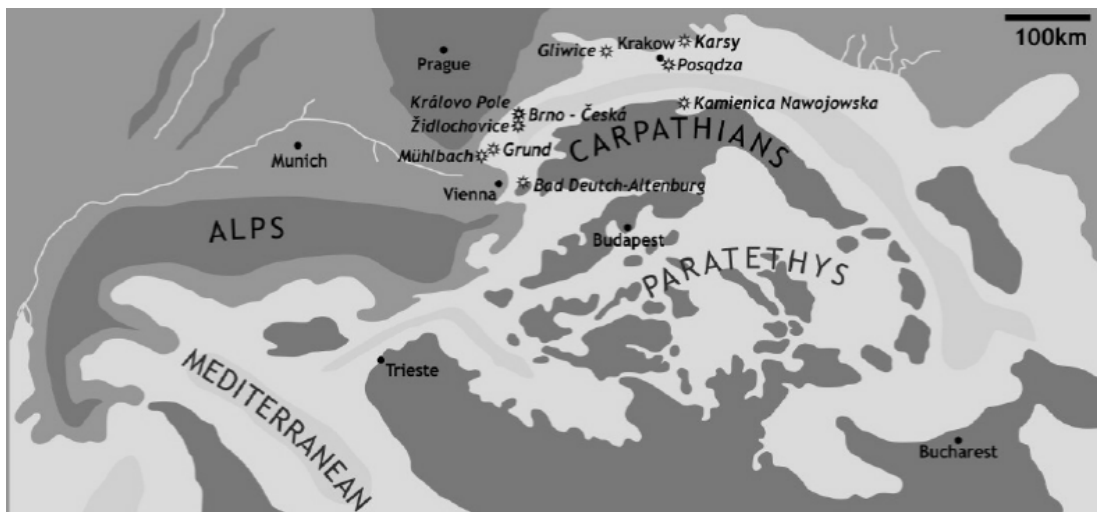 100km
Gliwice
Krakow
Karsy
Posądza
Prague
Královo Pole
Brno - Česká
Židlochovice
Kamienica Nawojowska
CARPATHIANS
Munich
Mühlbach
Grund
Vienna
Bad Deutch-Altenburg
ALPS
Budapest
PARATETHYS
Trieste
MEDITERRANEAN
Bucharest